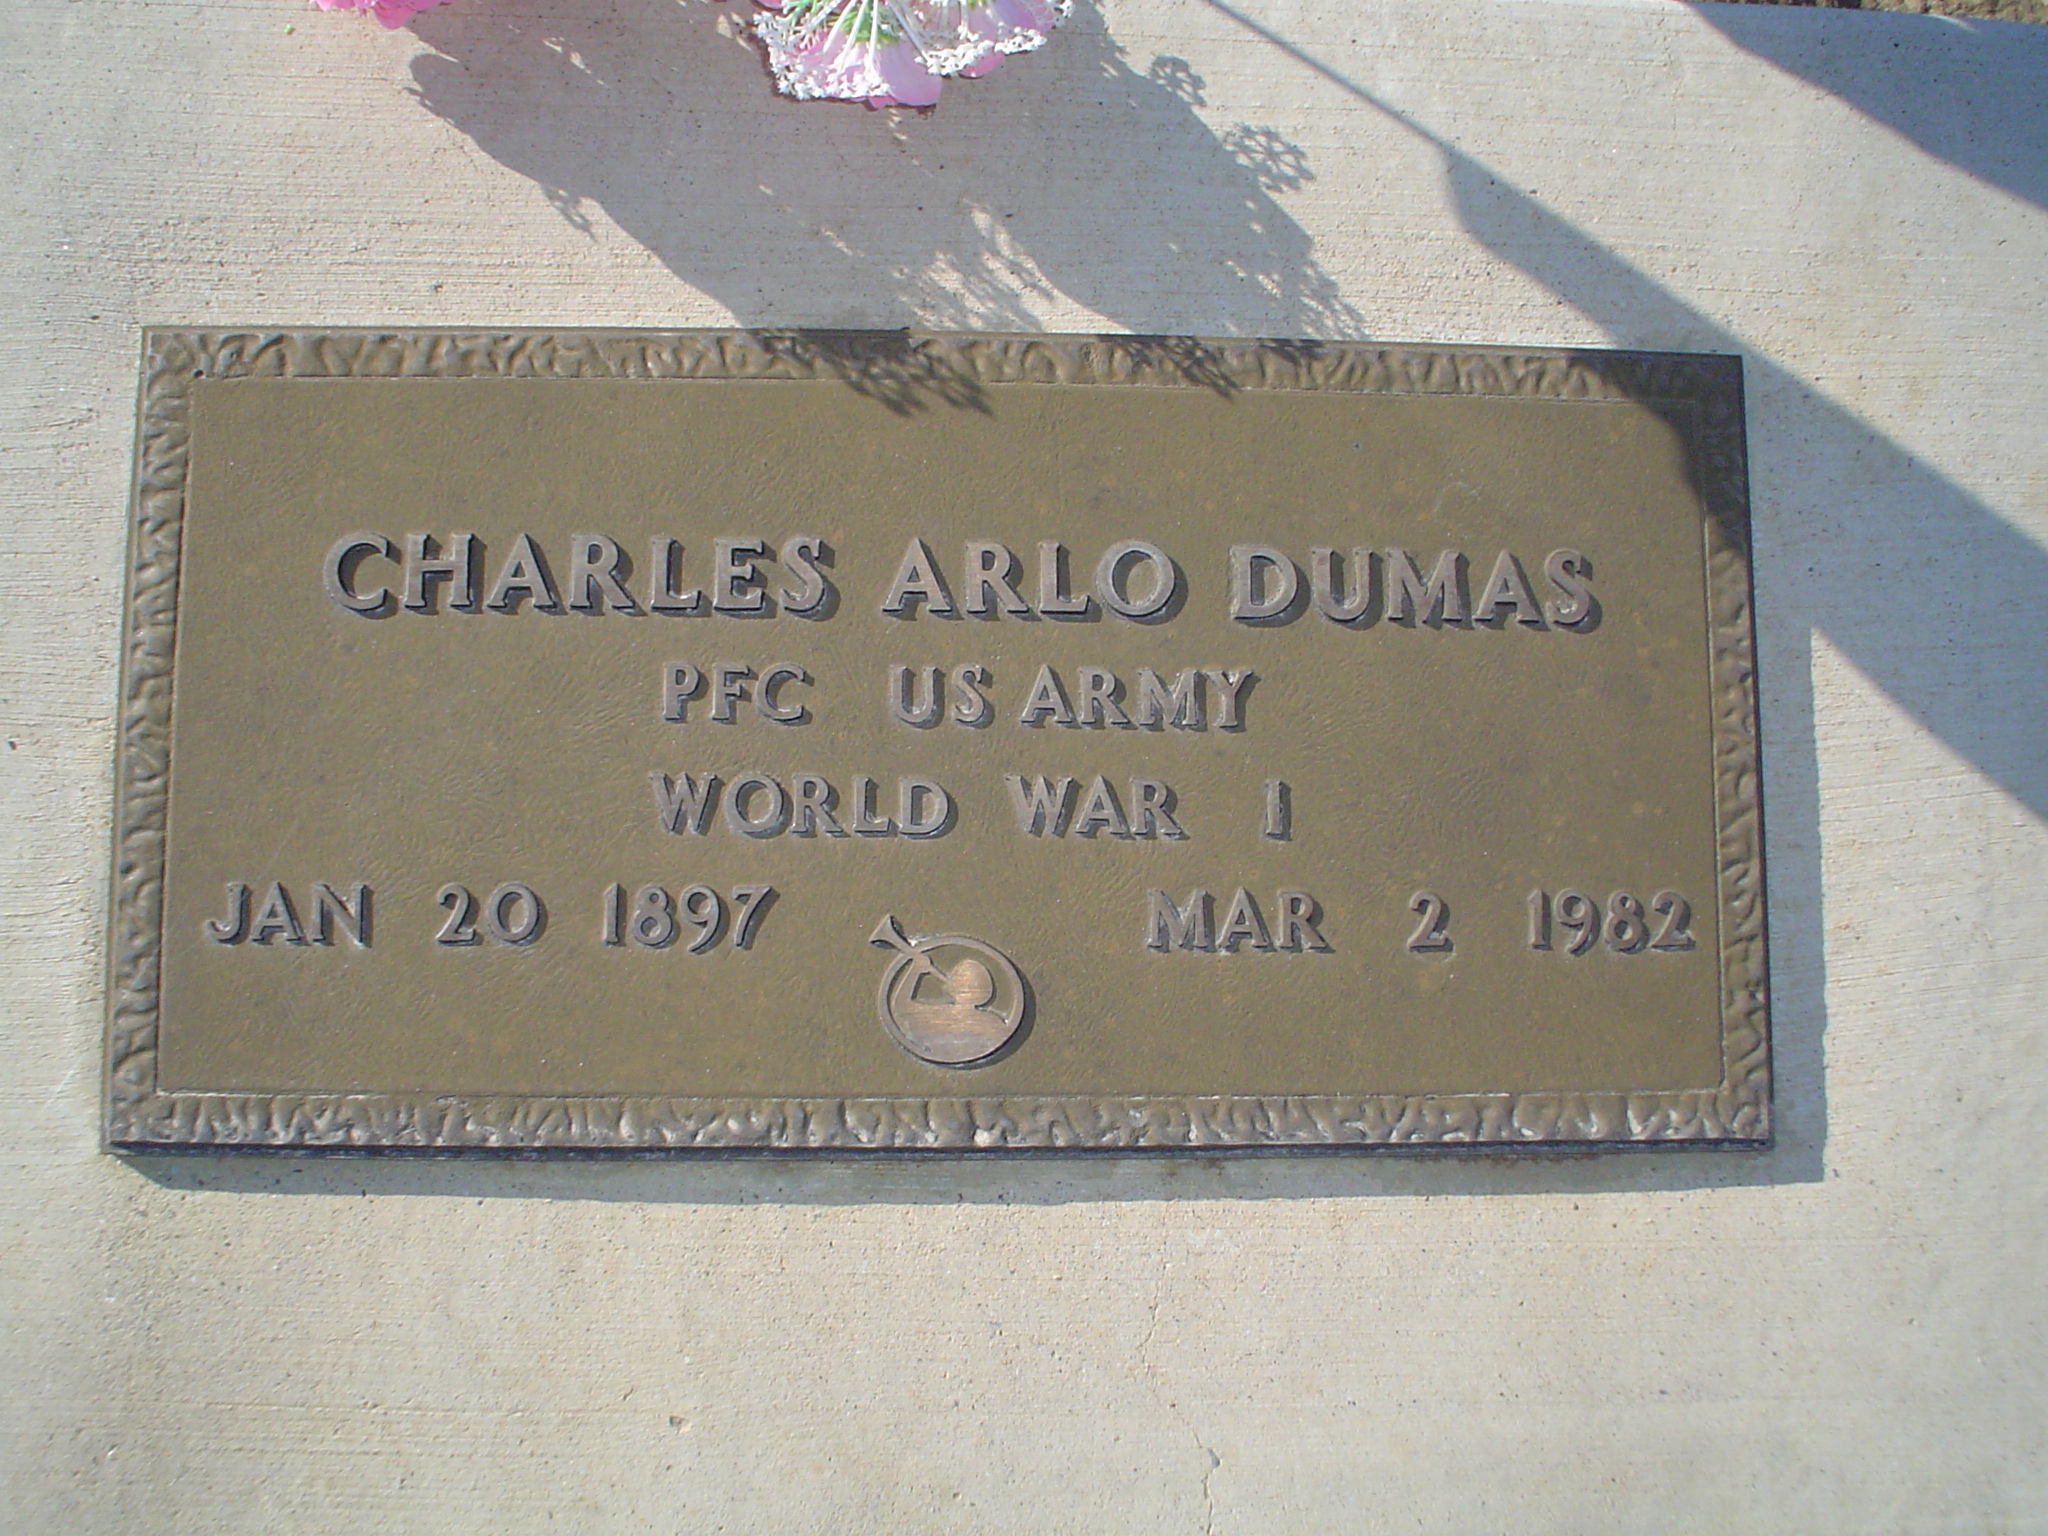 CHARLES ARLO DUMAS
PFC US ARMY
WORLD WAR I
JAN 20 1897 MAR 2 1982